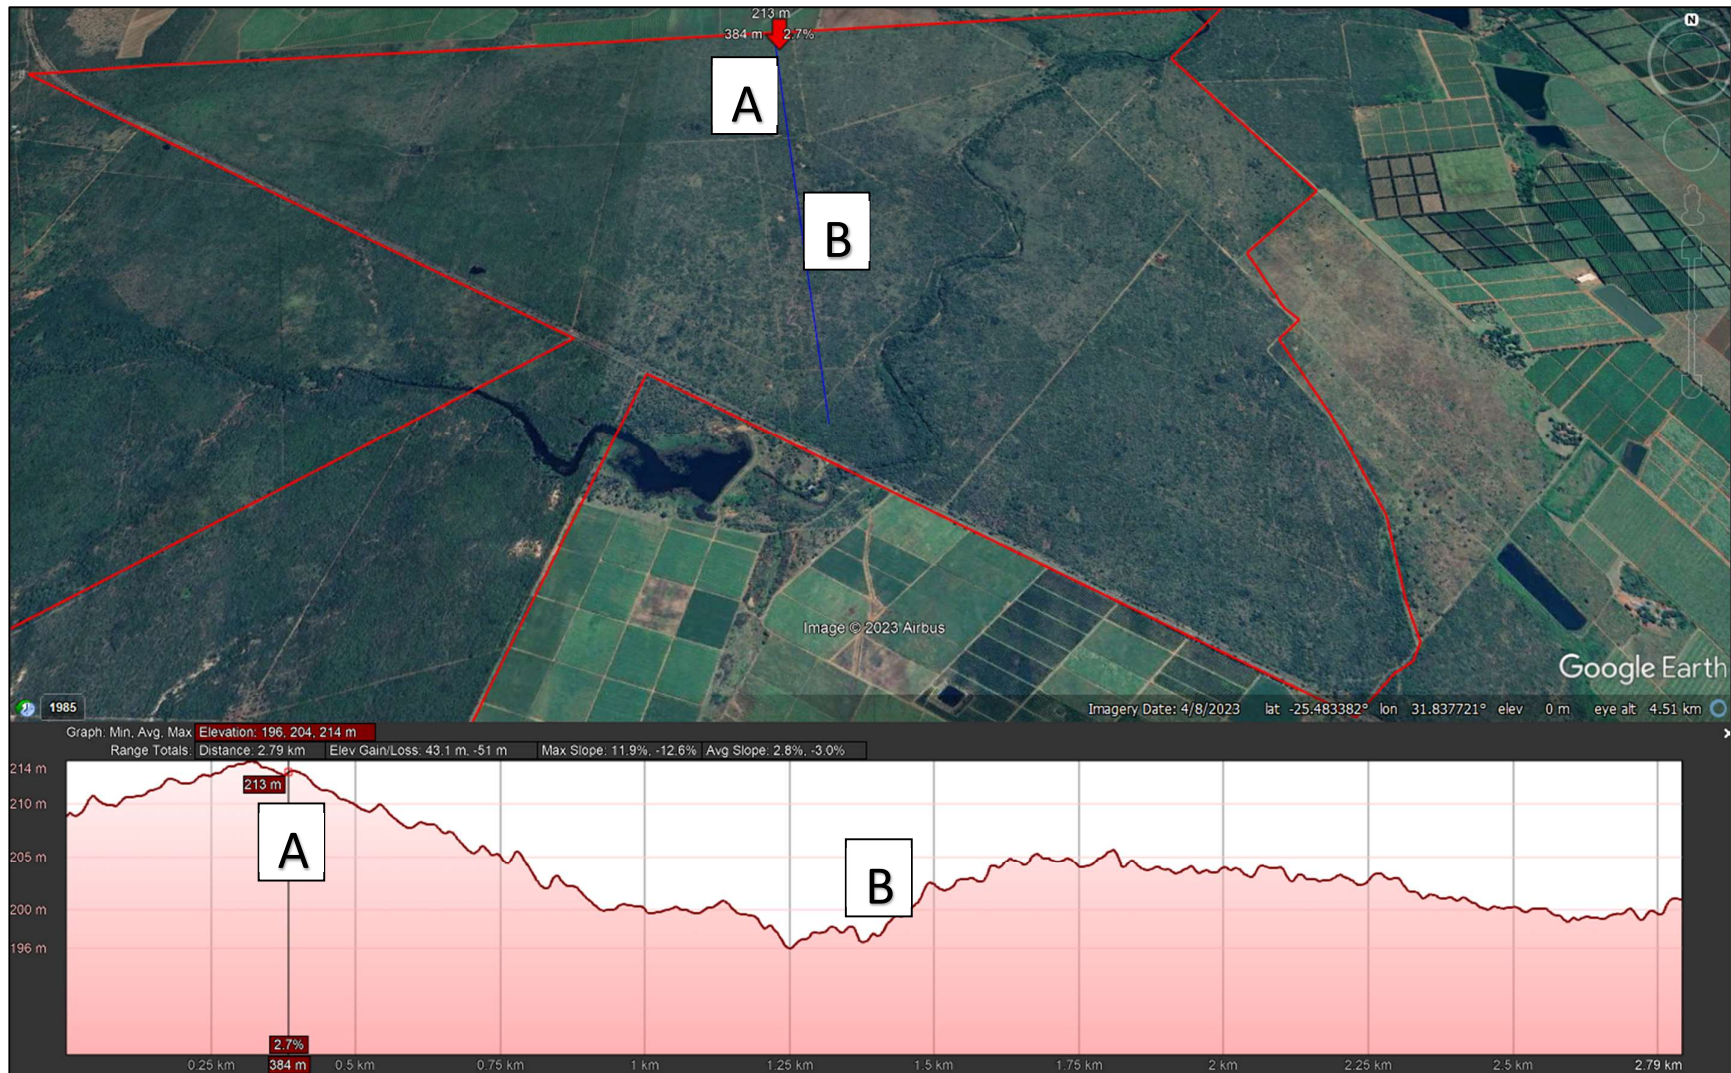 213 m
384 m 2.7%
N
A
B
Image © 2023 Airbus
Google Earth
1985
Imagery Date: 4/8/2023 lat -25.483382° lon 31.837721° elev 0 m eye alt 4.51 km
Graph: Min, Avg, Max Elevation: 196, 204, 214 m
Range Totals: Distance: 2.79 km Elev Gain/Loss: 43.1 m, -51 m Max Slope: 11.9%, -12.6% Avg Slope: 2.8%, -3.0%
214 m
213 m
210 m
A
205 m
B
200 m
196 m
2.7%
0.25 km 384 m 0.5 km 0.75 km 1 km 1.25 km 1.5 km 1.75 km 2 km 2.25 km 2.5 km 2.79 km